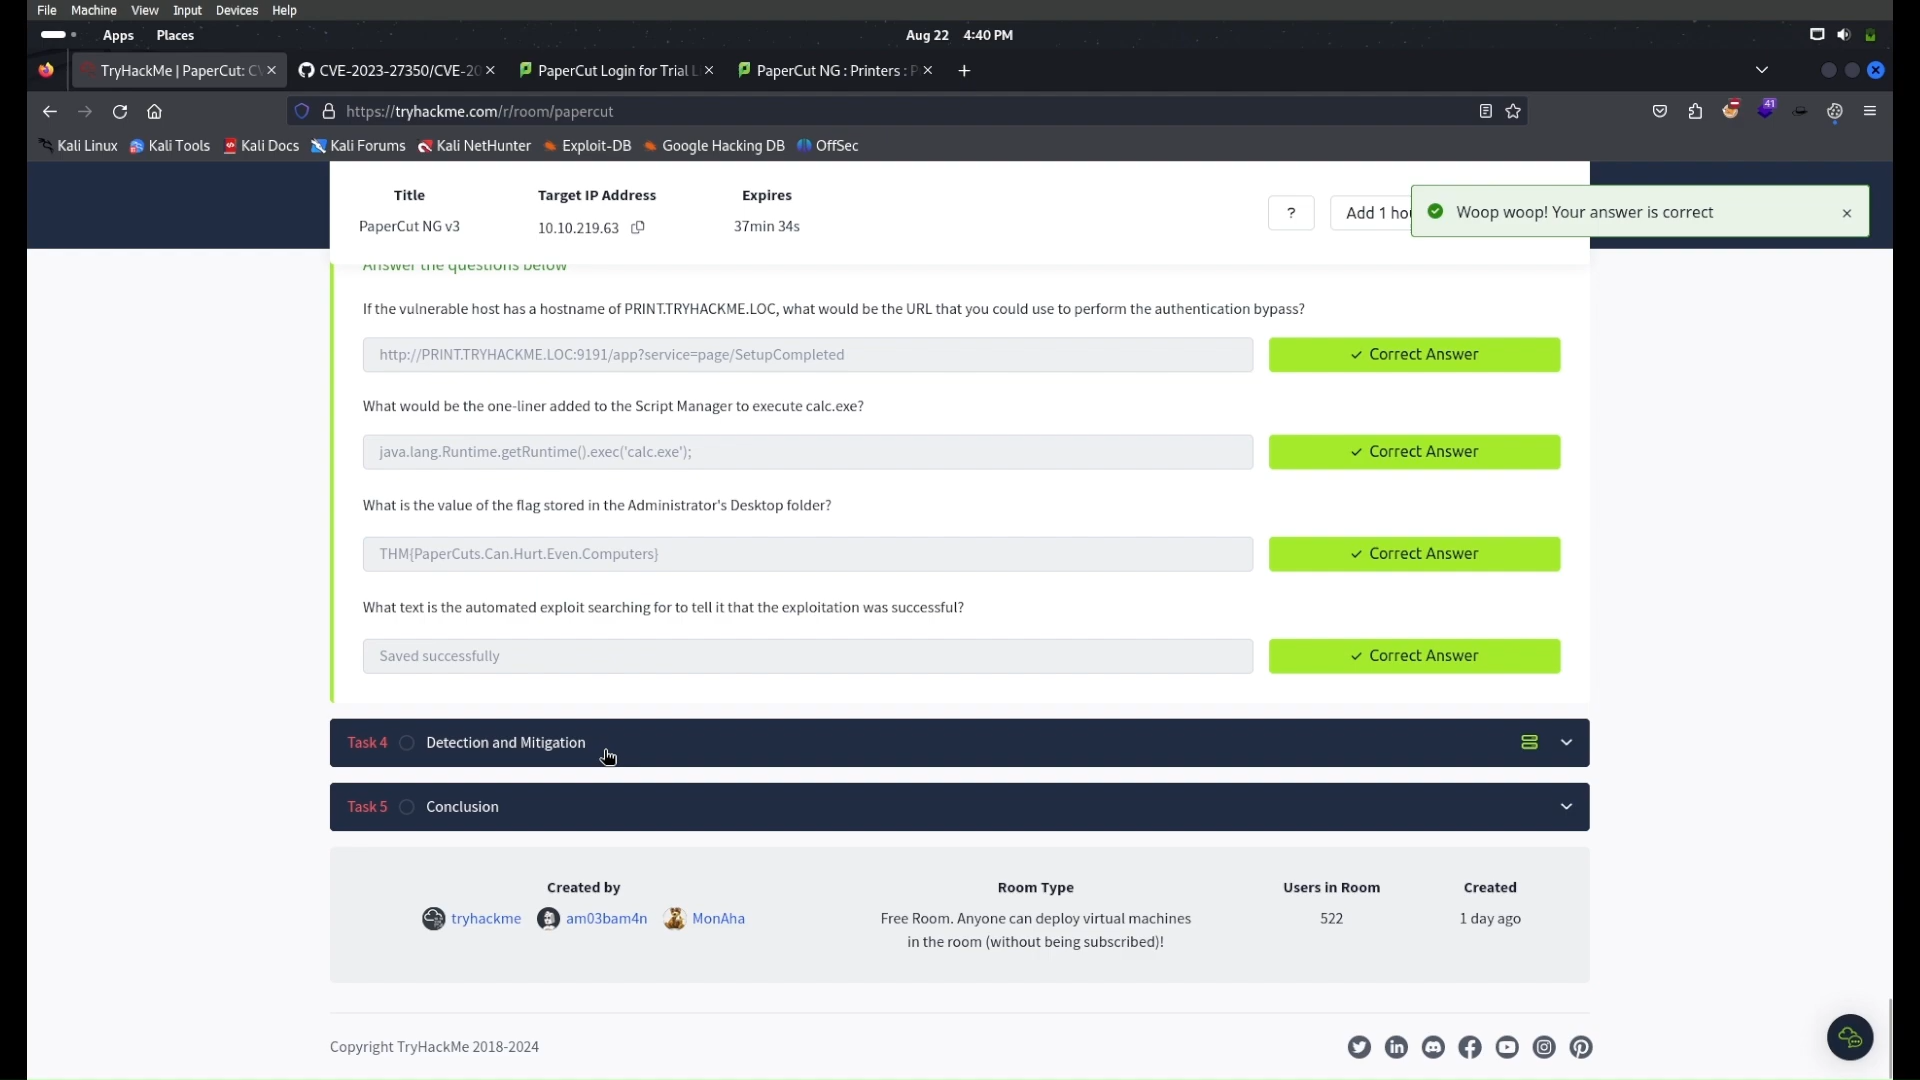 File Machine View Input Devices Help
Apps Places Aug 22 4:40 PM
TryHackMe | PaperCut: CV CVE-2023-27350/CVE-20 PaperCut Login for Trial L PaperCut NG : Printers : P
https://tryhackme.com/r/room/papercut 41
Kali Linux Kali Tools Kali Docs Kali Forums Kali NetHunter Exploit-DB Google Hacking DB OffSec
Title Target IP Address Expires
PaperCut NG v3 10.10.219.63 37min 34s ? Add 1 hou Woop woop! Your answer is correct
Answer the questions below
If the vulnerable host has a hostname of PRINT.TRYHACKME.LOC, what would be the URL that you could use to perform the authentication bypass?
http://PRINT.TRYHACKME.LOC:9191/app?service=page/SetupCompleted Correct Answer
What would be the one-liner added to the Script Manager to execute calc.exe?
java.lang.Runtime.getRuntime().exec('calc.exe'); Correct Answer
What is the value of the flag stored in the Administrator's Desktop folder?
THM{PaperCuts.Can.Hurt.Even.Computers} Correct Answer
What text is the automated exploit searching for to tell it that the exploitation was successful?
Saved successfully Correct Answer
Task 4 Detection and Mitigation
Task 5 Conclusion
Created by Room Type Users in Room Created
tryhackme am03bam4n MonAha Free Room. Anyone can deploy virtual machines 522 1 day ago
in the room (without being subscribed)!
Copyright TryHackMe 2018-2024